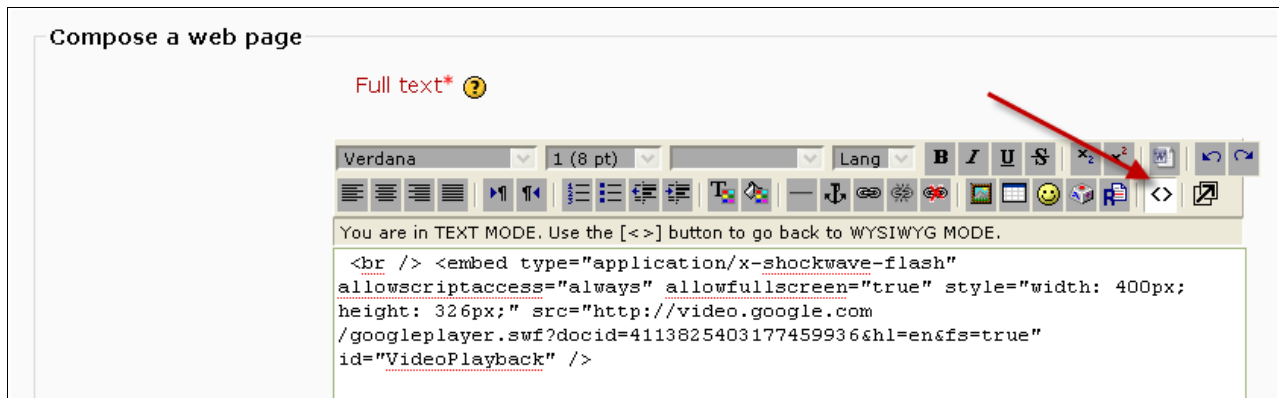 Compose a web page
Full text*
Verdana 1 (8 pt) Lang B I U S x₂ x²
You are in TEXT MODE. Use the [<>] button to go back to WYSIWYG MODE.
<br /> <embed type="application/x-shockwave-flash"
allowscriptaccess="always" allowfullscreen="true" style="width: 400px;
height: 326px;" src="http://video.google.com
/googleplayer.swf?docid=4113825403177459936&hl=en&fs=true"
id="VideoPlayback" />